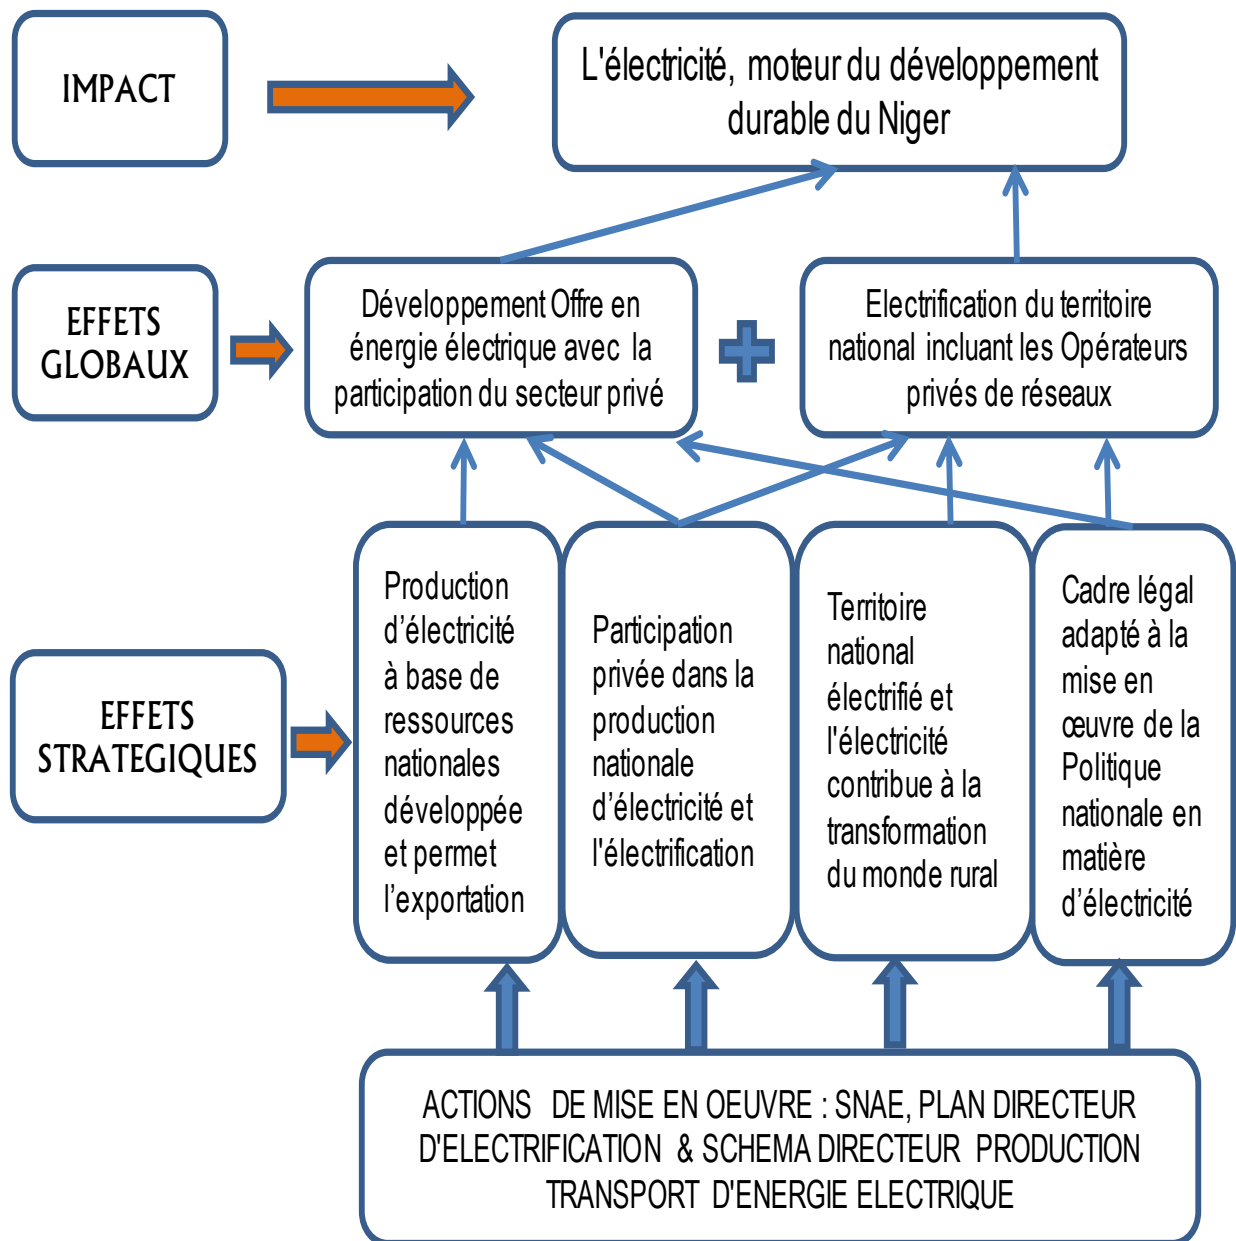 IMPACT
L'électricité, moteur du développement
durable du Niger
EFFETS
GLOBAUX
Développement Offre en
énergie électrique avec la
participation du secteur privé
Electrification du territoire
national incluant les Opérateurs
privés de réseaux
EFFETS
STRATEGIQUES
Production
d’électricité
à base de
ressources
nationales
développée
et permet
l’exportation
Participation
privée dans la
production
nationale
d’électricité et
l'électrification
Territoire
national
électrifié et
l'électricité
contribue à la
transformation
du monde rural
Cadre légal
adapté à la
mise en
œuvre de la
Politique
nationale en
matière
d’électricité
ACTIONS DE MISE EN OEUVRE : SNAE, PLAN DIRECTEUR
D'ELECTRIFICATION & SCHEMA DIRECTEUR PRODUCTION
TRANSPORT D'ENERGIE ELECTRIQUE